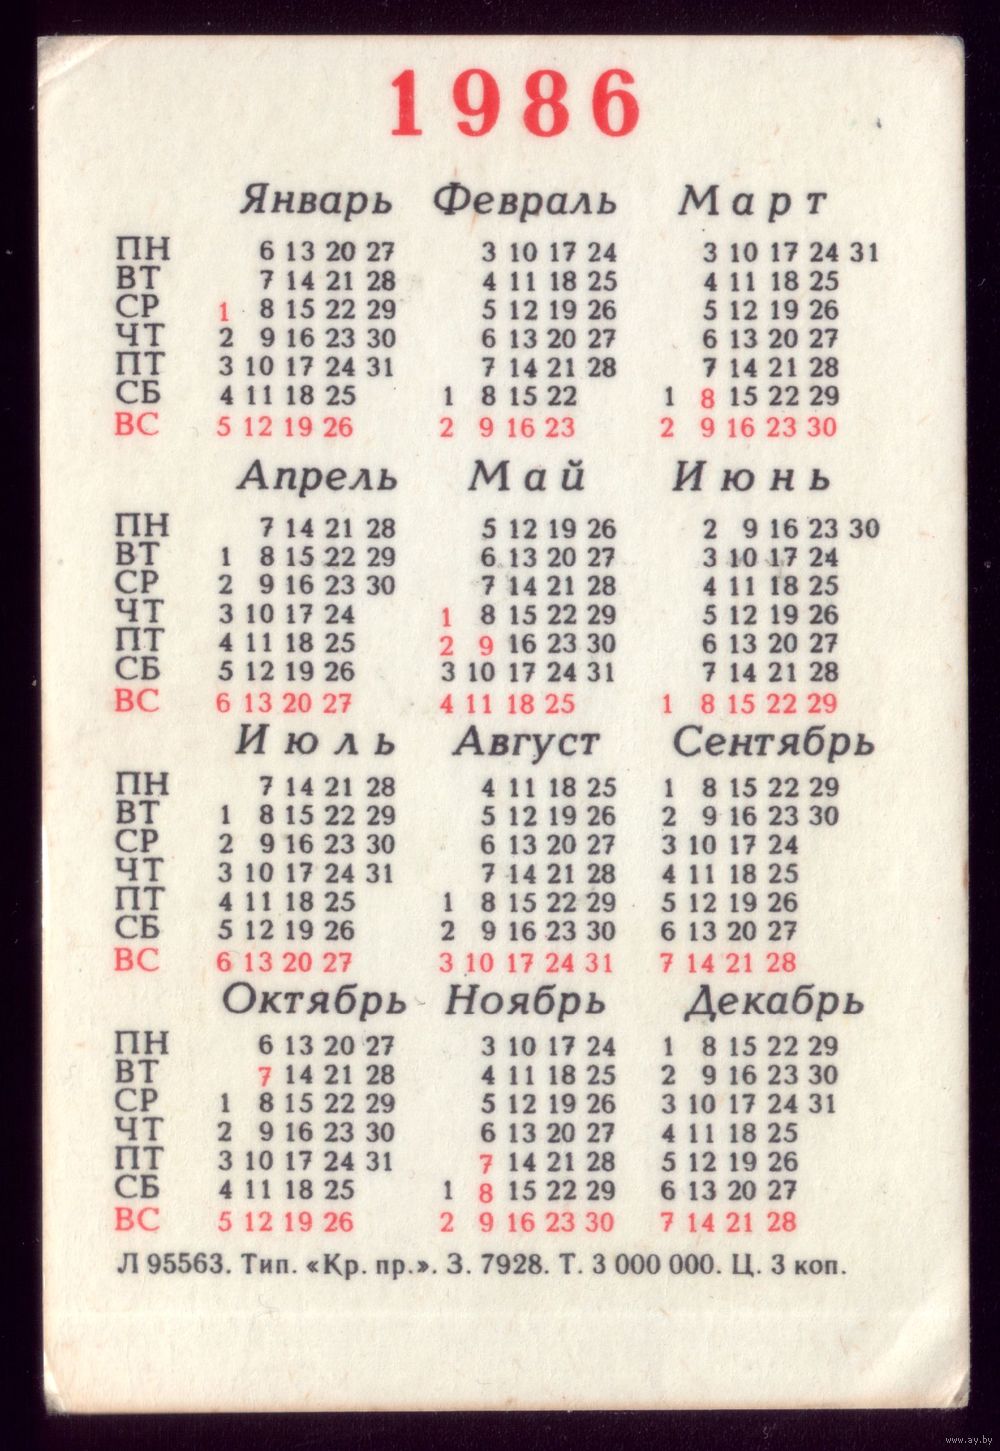 1986
Январь Февраль Март
ПН 6 13 20 27 3 10 17 24 3 10 17 24 31
ВТ 7 14 21 28 4 11 18 25 4 11 18 25
СР 1 8 15 22 29 5 12 19 26 5 12 19 26
ЧТ 2 9 16 23 30 6 13 20 27 6 13 20 27
ПТ 3 10 17 24 31 7 14 21 28 7 14 21 28
СБ 4 11 18 25 1 8 15 22 1 8 15 22 29
ВС 5 12 19 26 2 9 16 23 2 9 16 23 30
Апрель Май Июнь
ПН 7 14 21 28 5 12 19 26 2 9 16 23 30
ВТ 1 8 15 22 29 6 13 20 27 3 10 17 24
СР 2 9 16 23 30 7 14 21 28 4 11 18 25
ЧТ 3 10 17 24 1 8 15 22 29 5 12 19 26
ПТ 4 11 18 25 2 9 16 23 30 6 13 20 27
СБ 5 12 19 26 3 10 17 24 31 7 14 21 28
ВС 6 13 20 27 4 11 18 25 1 8 15 22 29
Июль Август Сентябрь
ПН 7 14 21 28 4 11 18 25 1 8 15 22 29
ВТ 1 8 15 22 29 5 12 19 26 2 9 16 23 30
СР 2 9 16 23 30 6 13 20 27 3 10 17 24
ЧТ 3 10 17 24 31 7 14 21 28 4 11 18 25
ПТ 4 11 18 25 1 8 15 22 29 5 12 19 26
СБ 5 12 19 26 2 9 16 23 30 6 13 20 27
ВС 6 13 20 27 3 10 17 24 31 7 14 21 28
Октябрь Ноябрь Декабрь
ПН 6 13 20 27 3 10 17 24 1 8 15 22 29
ВТ 7 14 21 28 4 11 18 25 2 9 16 23 30
СР 1 8 15 22 29 5 12 19 26 3 10 17 24 31
ЧТ 2 9 16 23 30 6 13 20 27 4 11 18 25
ПТ 3 10 17 24 31 7 14 21 28 5 12 19 26
СБ 4 11 18 25 1 8 15 22 29 6 13 20 27
ВС 5 12 19 26 2 9 16 23 30 7 14 21 28
Л 95563. Тип. «Кр. пр.». З. 7928. Т. 3 000 000. Ц. 3 коп.
www.ay.by